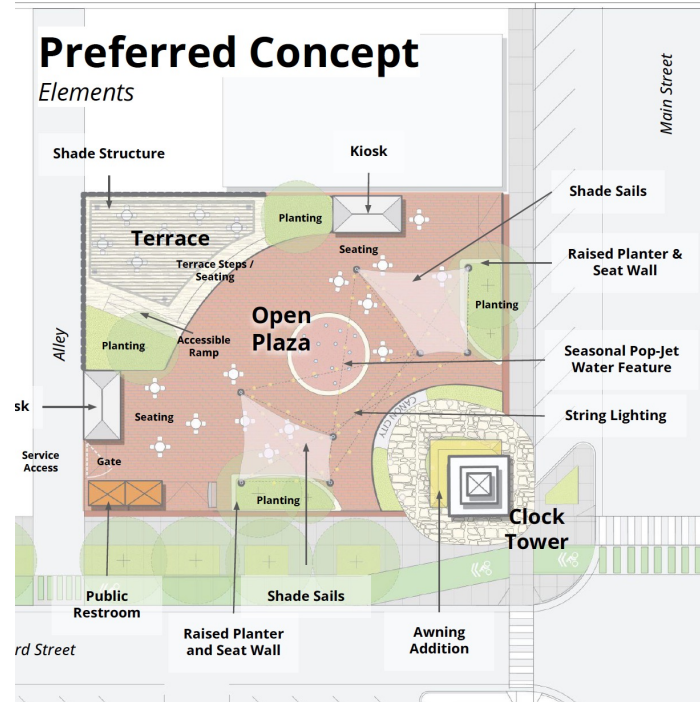 Preferred Concept
Elements
Main Street
Shade Structure
Kiosk
Shade Sails
Planting
Terrace
Seating
Raised Planter &
Seat Wall
Terrace Steps /
Seating
Planting
Open
Plaza
Alley
Planting
Accessible
Ramp
Seasonal Pop-Jet
Water Feature
sk
Seating
CANON CITY
String Lighting
Service
Access
Gate
Planting
Clock
Tower
Public
Restroom
Shade Sails
Raised Planter
and Seat Wall
Awning
Addition
rd Street